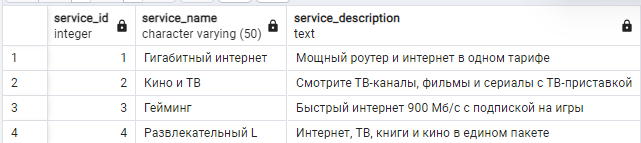 service_id service_name service_description
integer character varying (50) text
1 1 Гигабитный интернет Мощный роутер и интернет в одном тарифе
2 2 Кино и ТВ Смотрите ТВ-каналы, фильмы и сериалы с ТВ-приставкой
3 3 Гейминг Быстрый интернет 900 Мб/с с подпиской на игры
4 4 Развлекательный L Интернет, ТВ, книги и кино в едином пакете